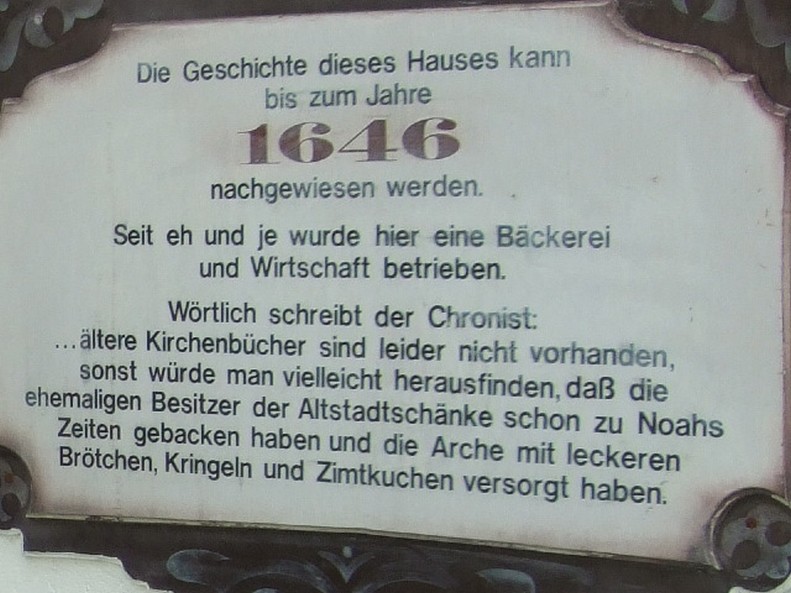 Die Geschichte dieses Hauses kann
bis zum Jahre
1646
nachgewiesen werden.
Seit eh und je wurde hier eine Bäckerei
und Wirtschaft betrieben.
Wörtlich schreibt der Chronist:
...ältere Kirchenbücher sind leider nicht vorhanden,
sonst würde man vielleicht herausfinden, daß die
ehemaligen Besitzer der Altstadtschänke schon zu Noahs
Zeiten gebacken haben und die Arche mit leckeren
Brötchen, Kringeln und Zimtkuchen versorgt haben.